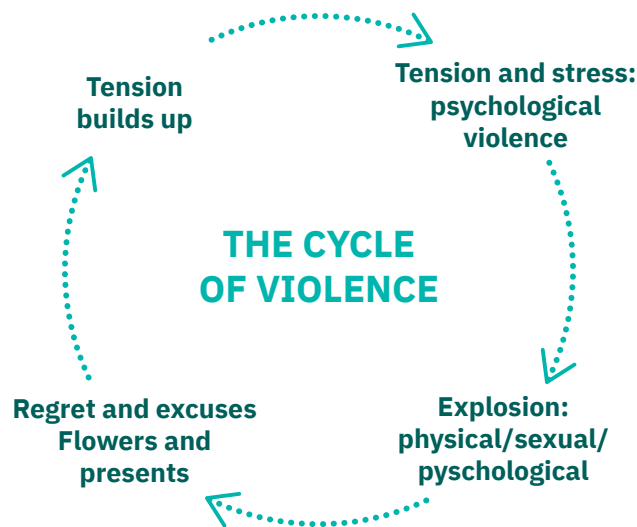 Tension
builds up
Tension and stress:
psychological
violence
THE CYCLE
OF VIOLENCE
Explosion:
physical/sexual/
pyschological
Regret and excuses
Flowers and
presents